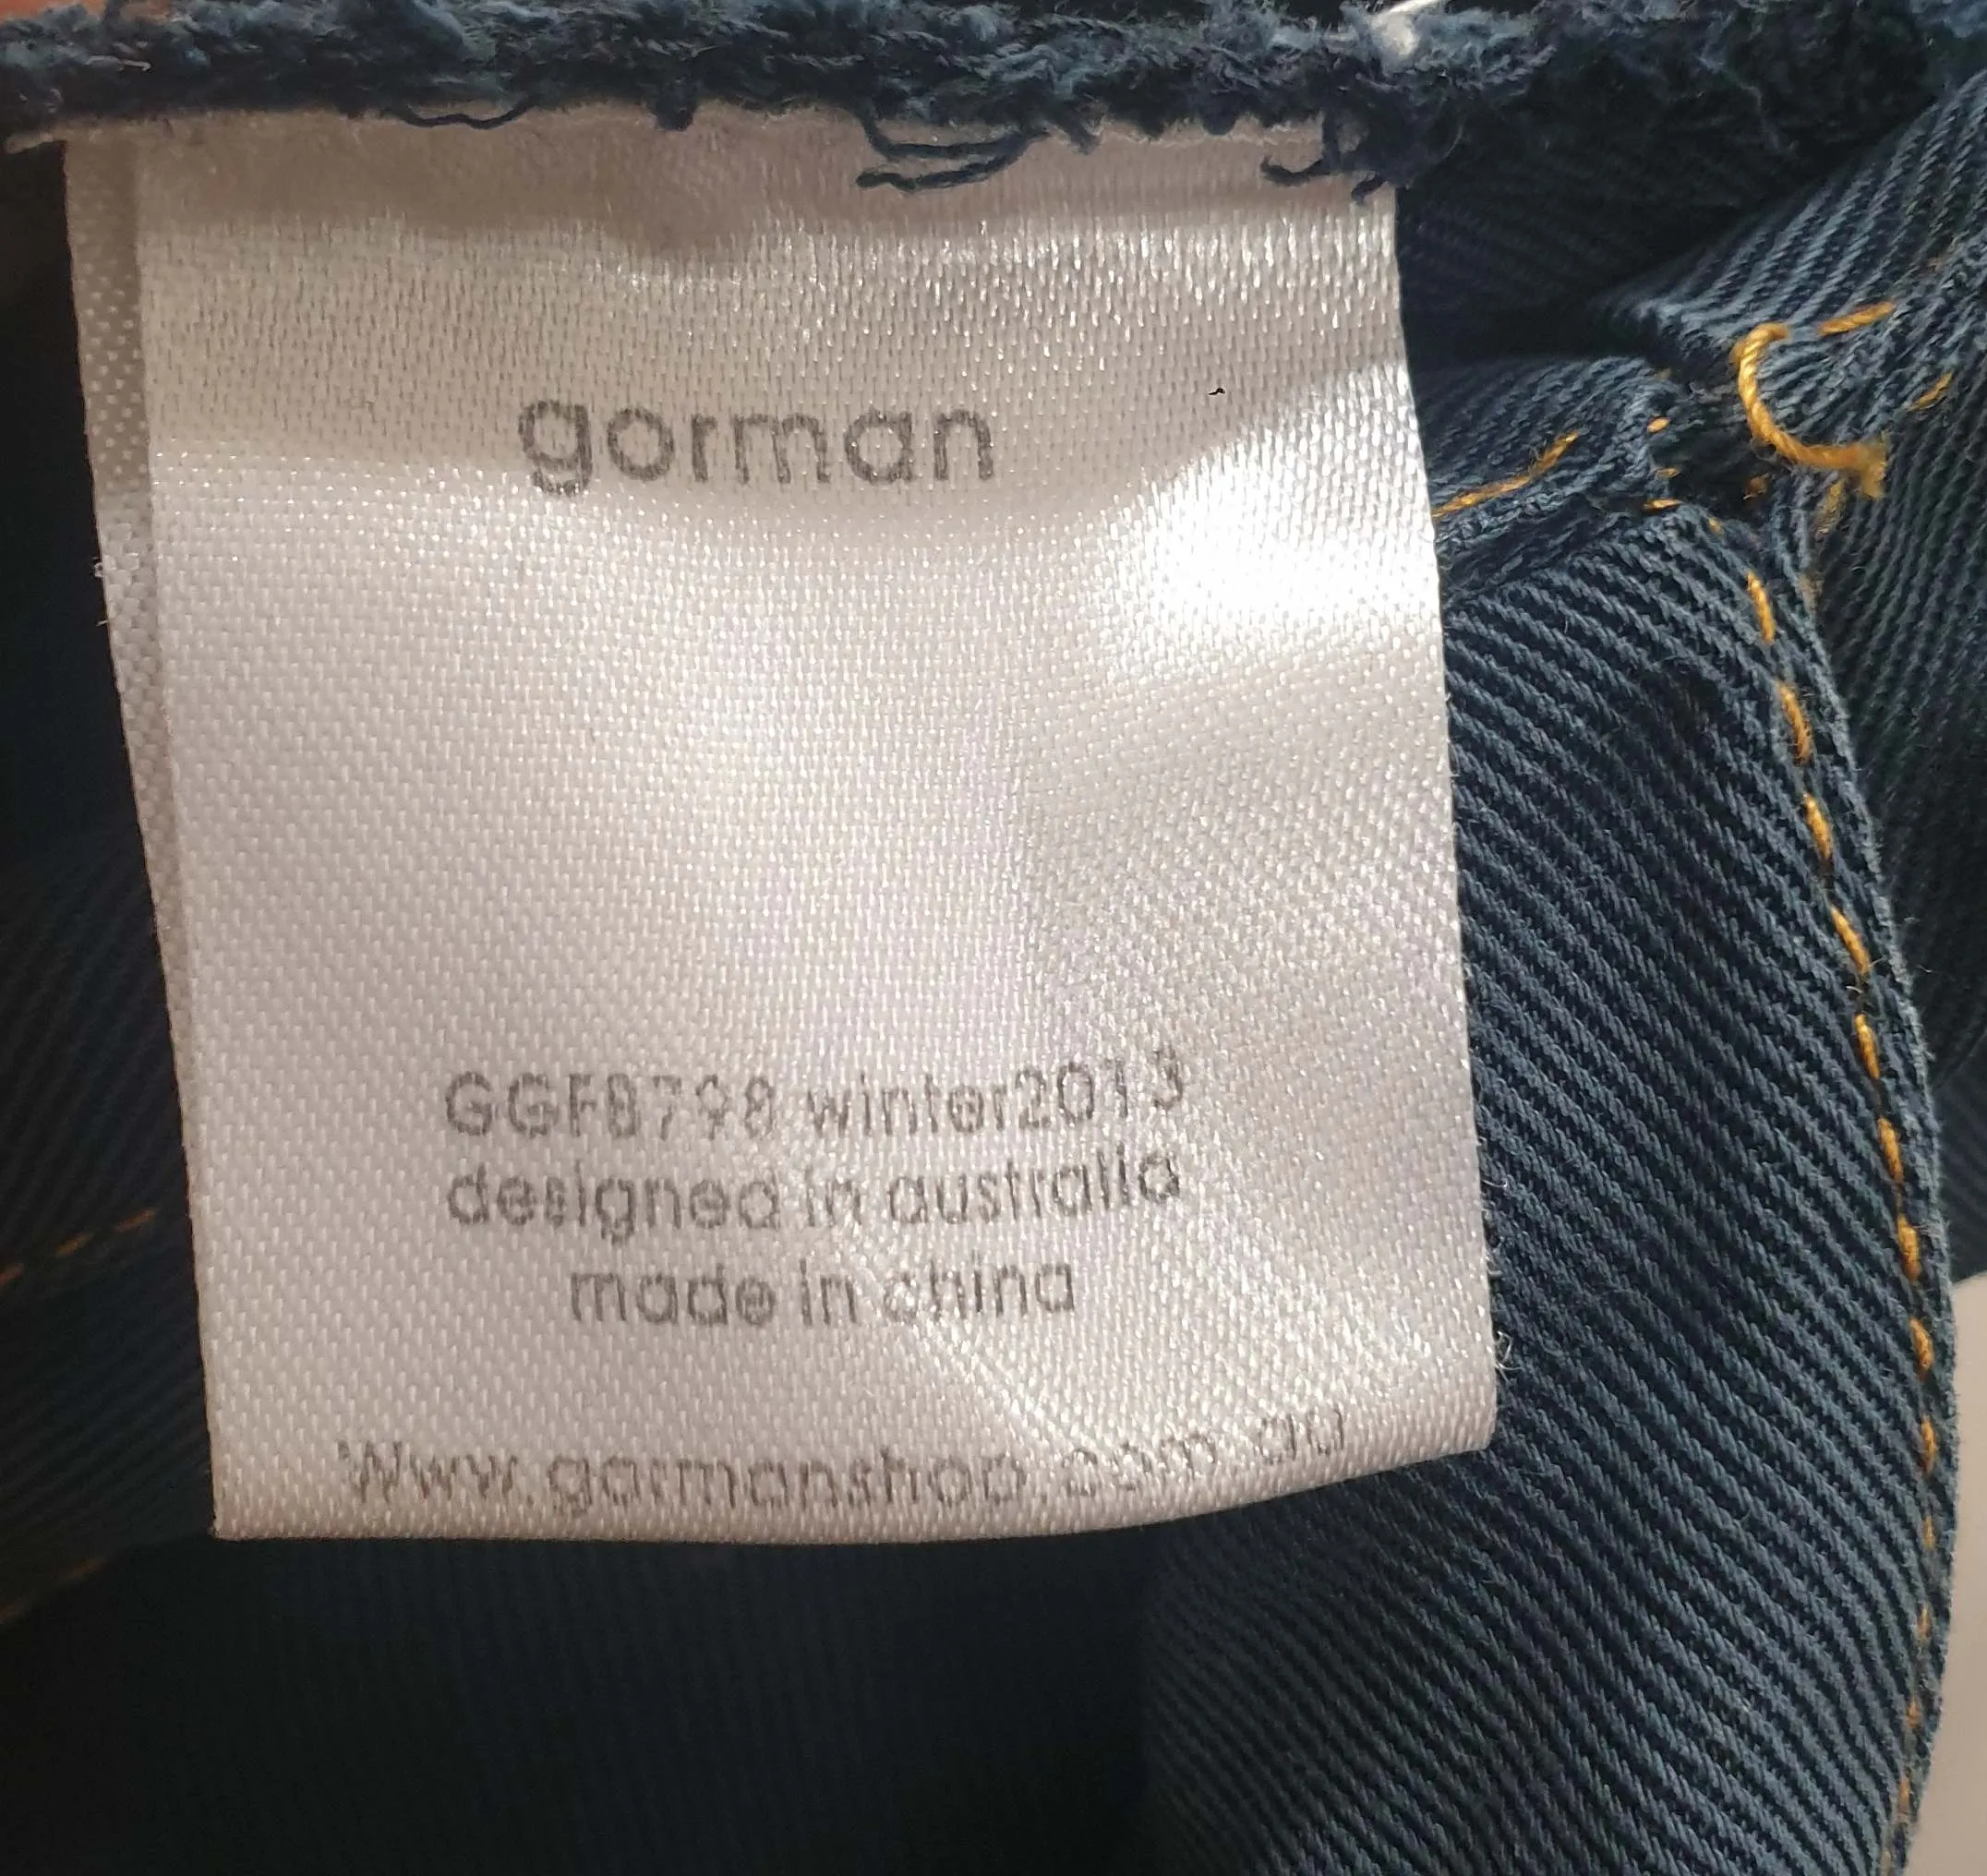 gorman
GGF8798 winter2013
designed in australia
made in china
Www.gormanshop.com.au